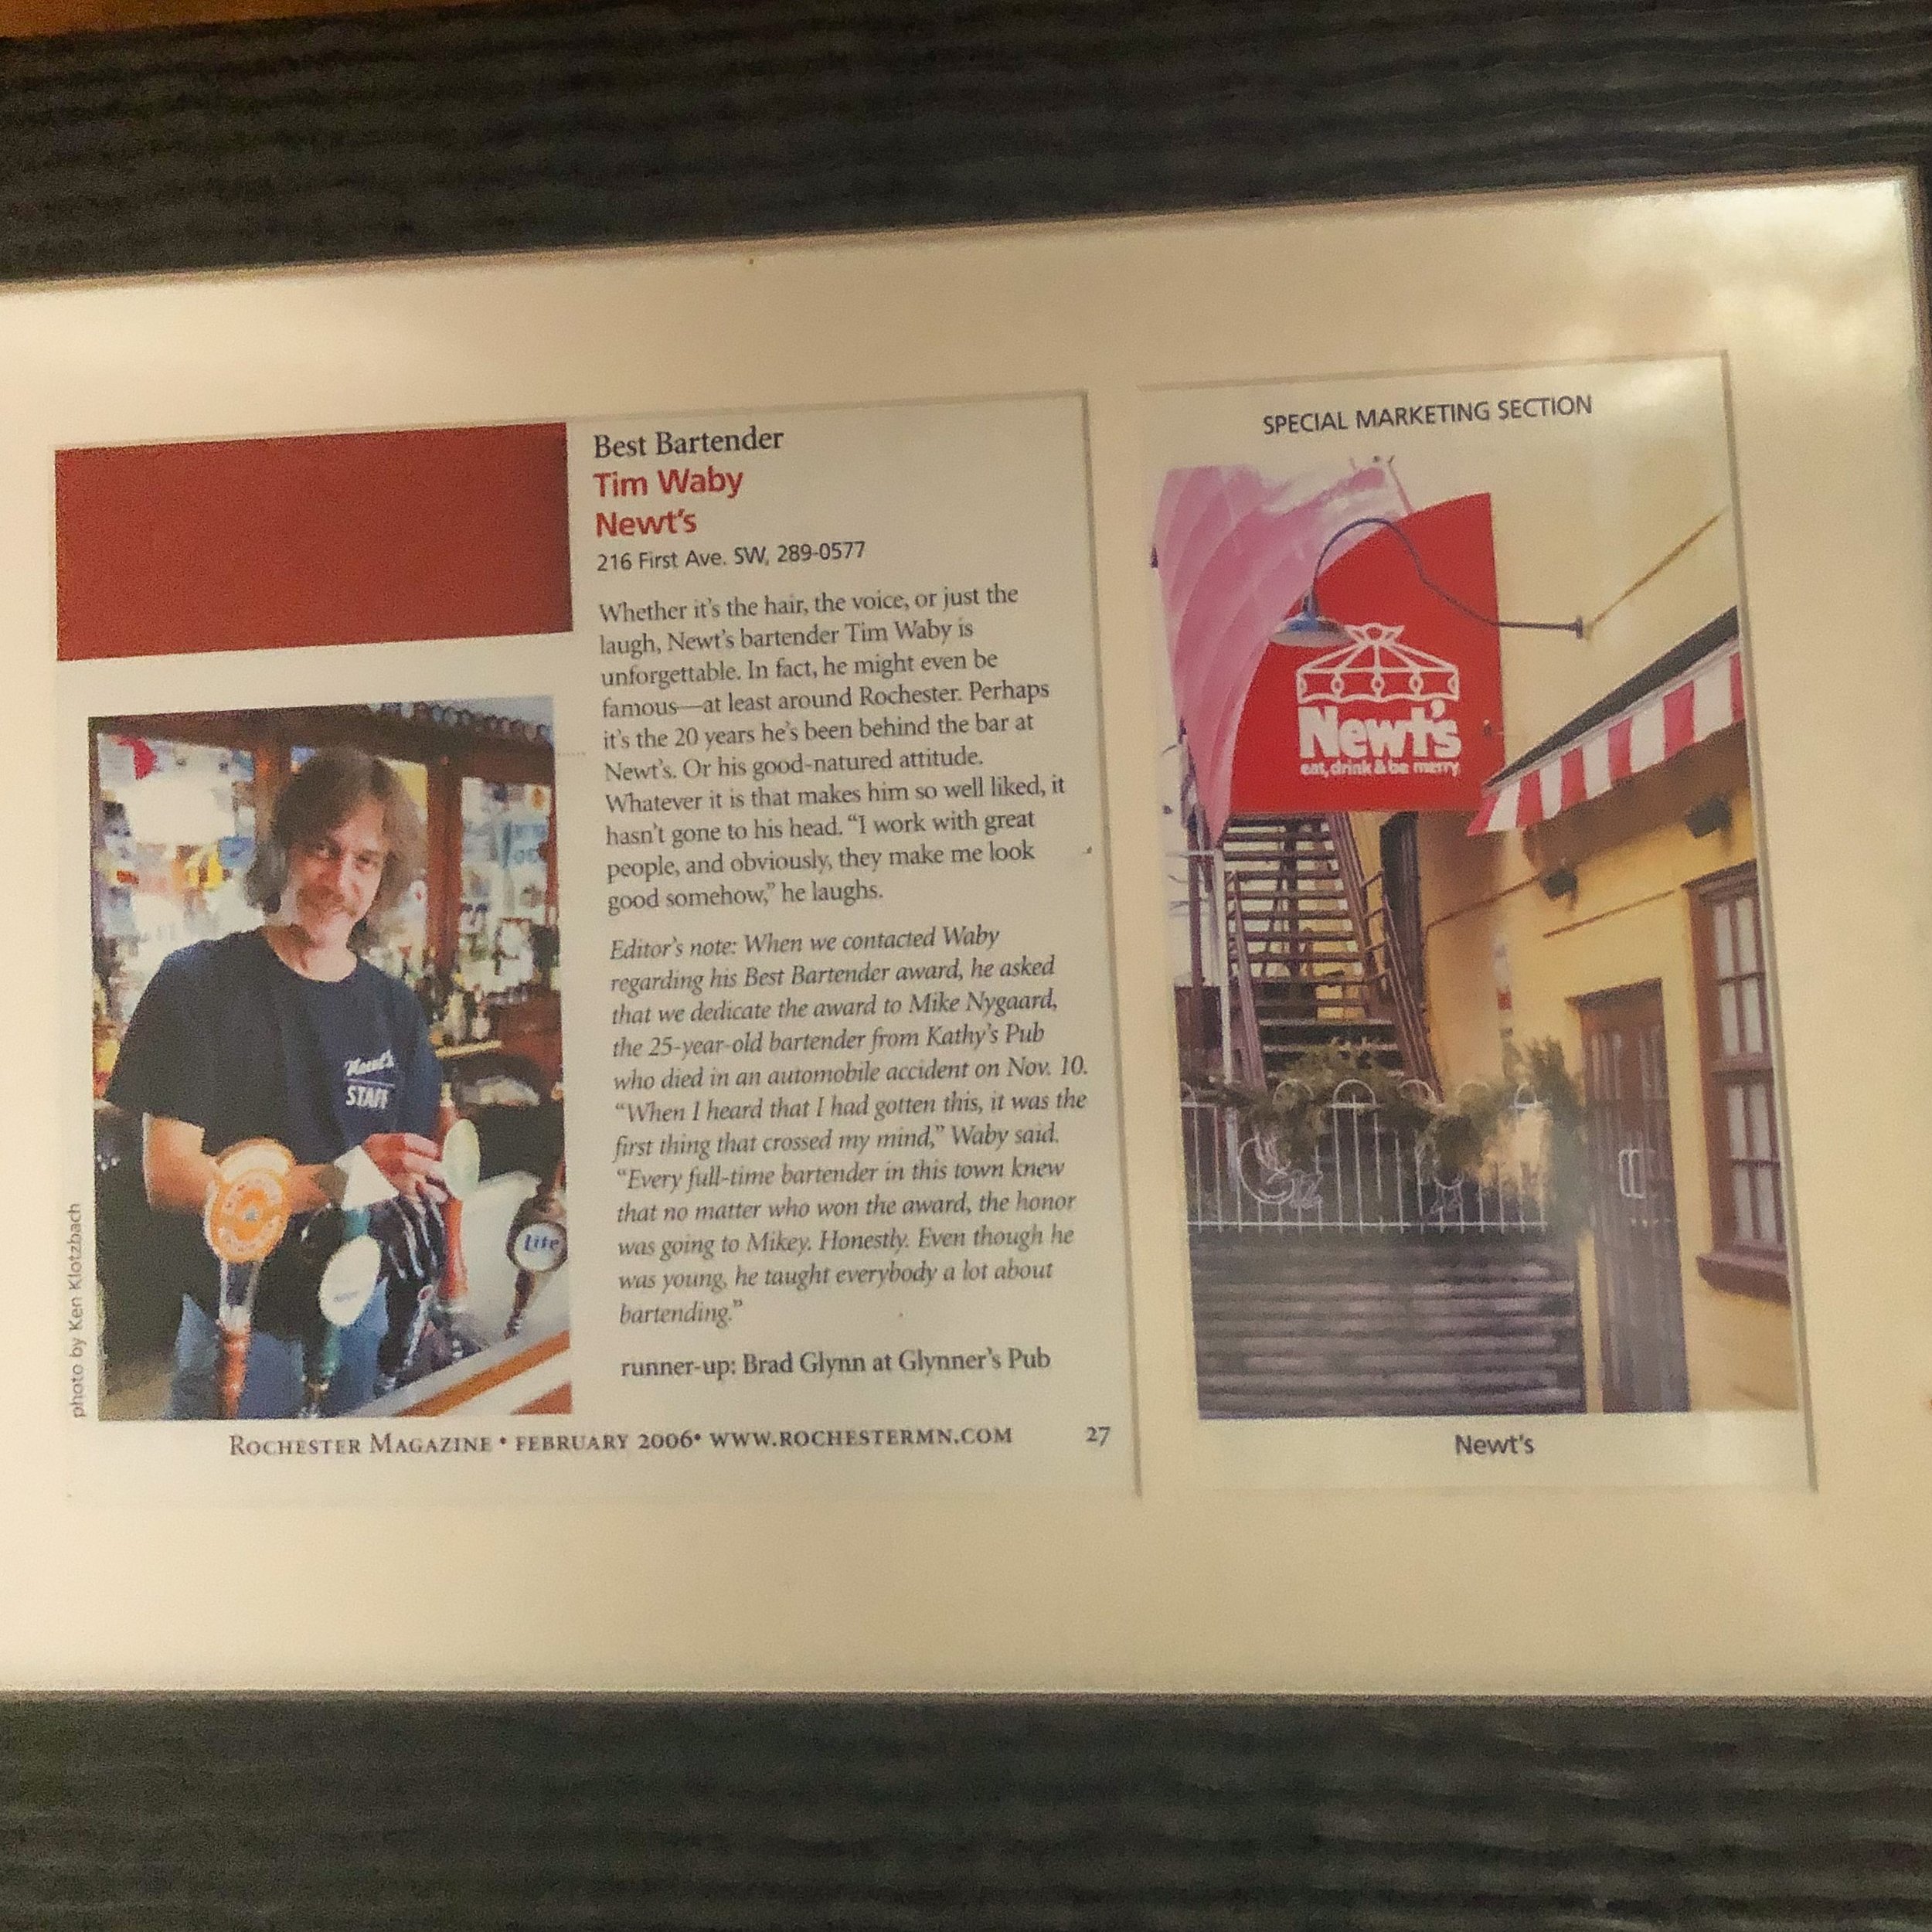 Best Bartender
Tim Waby
Newt's
216 First Ave. SW, 289-0577
Whether it's the hair, the voice, or just the
laugh, Newt's bartender Tim Waby is
unforgettable. In fact, he might even be
famous—at least around Rochester. Perhaps
it's the 20 years he's been behind the bar at
Newt's. Or his good-natured attitude.
Whatever it is that makes him so well liked, it
hasn't gone to his head. “I work with great
people, and obviously, they make me look
good somehow,” he laughs.
Editor's note: When we contacted Waby
regarding his Best Bartender award, he asked
that we dedicate the award to Mike Nygaard,
the 25-year-old bartender from Kathy's Pub
who died in an automobile accident on Nov. 10.
“When I heard that I had gotten this, it was the
first thing that crossed my mind,” Waby said.
“Every full-time bartender in this town knew
that no matter who won the award, the honor
was going to Mikey. Honestly. Even though he
was young, he taught everybody a lot about
bartending.”
runner-up: Brad Glynn at Glynner's Pub
Newt's
STAFF
Lite
photo by Ken Klotzbach
ROCHESTER MAGAZINE • FEBRUARY 2006• WWW.ROCHESTERMN.COM 27
SPECIAL MARKETING SECTION
Newt's
eat, drink & be merry
Newt's